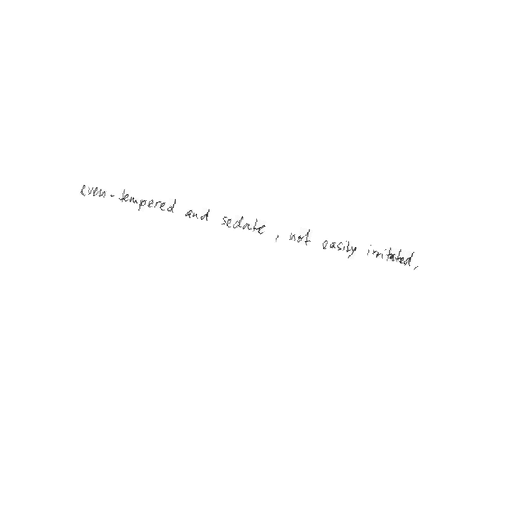 even-tempered and sedate, not easily irritated,